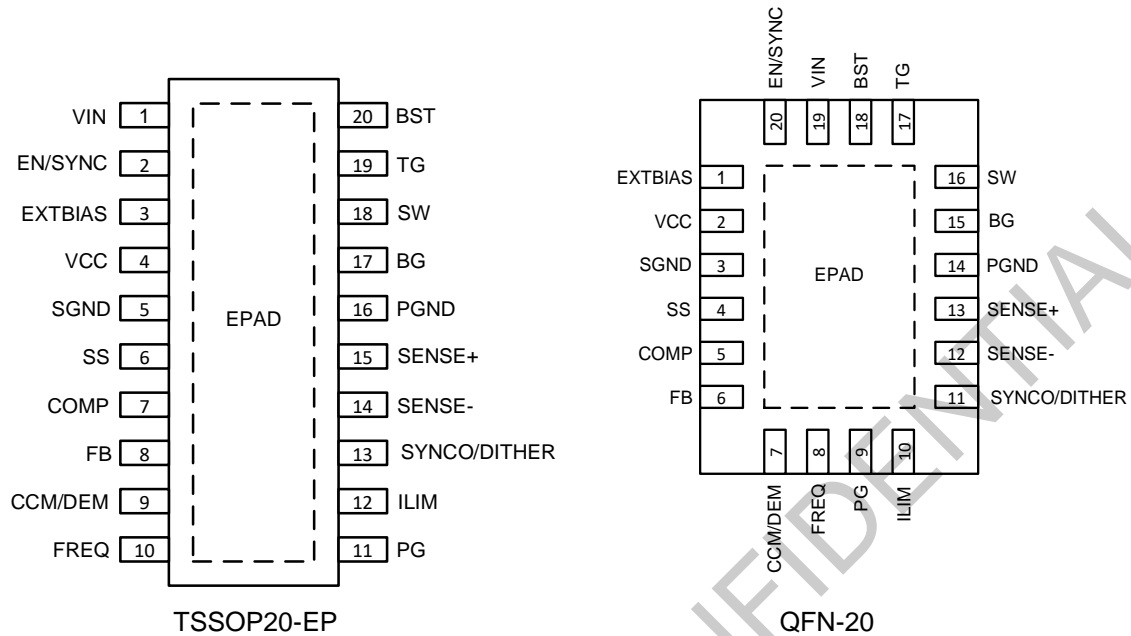 VIN 1
EN/SYNC 2
EXTBIAS 3
VCC 4
SGND 5
SS 6
COMP 7
FB 8
CCM/DEM 9
FREQ 10
EPAD
20 BST
19 TG
18 SW
17 BG
16 PGND
15 SENSE+
14 SENSE-
13 SYNCO/DITHER
12 ILIM
11 PG
TSSOP20-EP
EN/SYNC 20
VIN 19
BST 18
TG 17
EXTBIAS 1
VCC 2
SGND 3
SS 4
COMP 5
FB 6
EPAD
16 SW
15 BG
14 PGND
13 SENSE+
12 SENSE-
11 SYNCO/DITHER
7 CCM/DEM
8 FREQ
9 PG
10 ILIM
QFN-20